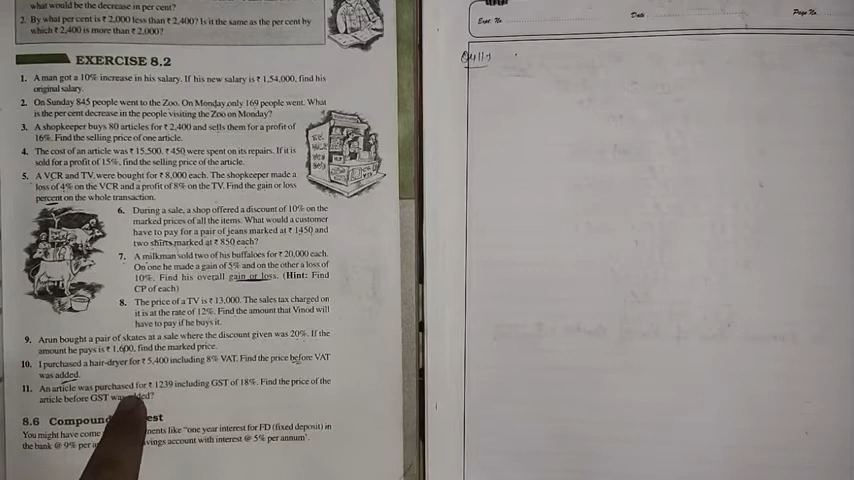 what would be the decrease in per cent?
2. By what per cent is ₹ 2,000 less than ₹ 2,400? Is it the same as the per cent by
which ₹ 2,400 is more than ₹ 2,000?
EXERCISE 8.2
1. A man got a 10% increase in his salary. If his new salary is ₹ 1,54,000, find his
original salary.
2. On Sunday 845 people went to the Zoo. On Monday only 169 people went. What
is the per cent decrease in the people visiting the Zoo on Monday?
3. A shopkeeper buys 80 articles for ₹ 2,400 and sells them for a profit of
16%. Find the selling price of one article.
4. The cost of an article was ₹ 15,500. ₹ 450 were spent on its repairs. If it is
sold for a profit of 15%, find the selling price of the article.
5. A VCR and TV were bought for ₹ 8,000 each. The shopkeeper made a
loss of 4% on the VCR and a profit of 8% on the TV. Find the gain or loss
percent on the whole transaction.
6. During a sale, a shop offered a discount of 10% on the
marked prices of all the items. What would a customer
have to pay for a pair of jeans marked at ₹ 1450 and
two shirts marked at ₹ 850 each?
7. A milkman sold two of his buffaloes for ₹ 20,000 each.
On one he made a gain of 5% and on the other a loss of
10%. Find his overall gain or loss. (Hint: Find
CP of each)
8. The price of a TV is ₹ 13,000. The sales tax charged on
it is at the rate of 12%. Find the amount that Vinod will
have to pay if he buys it.
9. Arun bought a pair of skates at a sale where the discount given was 20%. If the
amount he pays is ₹ 1,600, find the marked price.
10. I purchased a hair-dryer for ₹ 5,400 including 8% VAT. Find the price before VAT
was added.
11. An article was purchased for ₹ 1239 including GST of 18%. Find the price of the
article before GST was added?
8.6 Compound
You might have come ments like "one year interest for FD (fixed deposit) in
the bank @ 9% per savings account with interest @ 5% per annum'.
Expt. No.
Date
Page No.